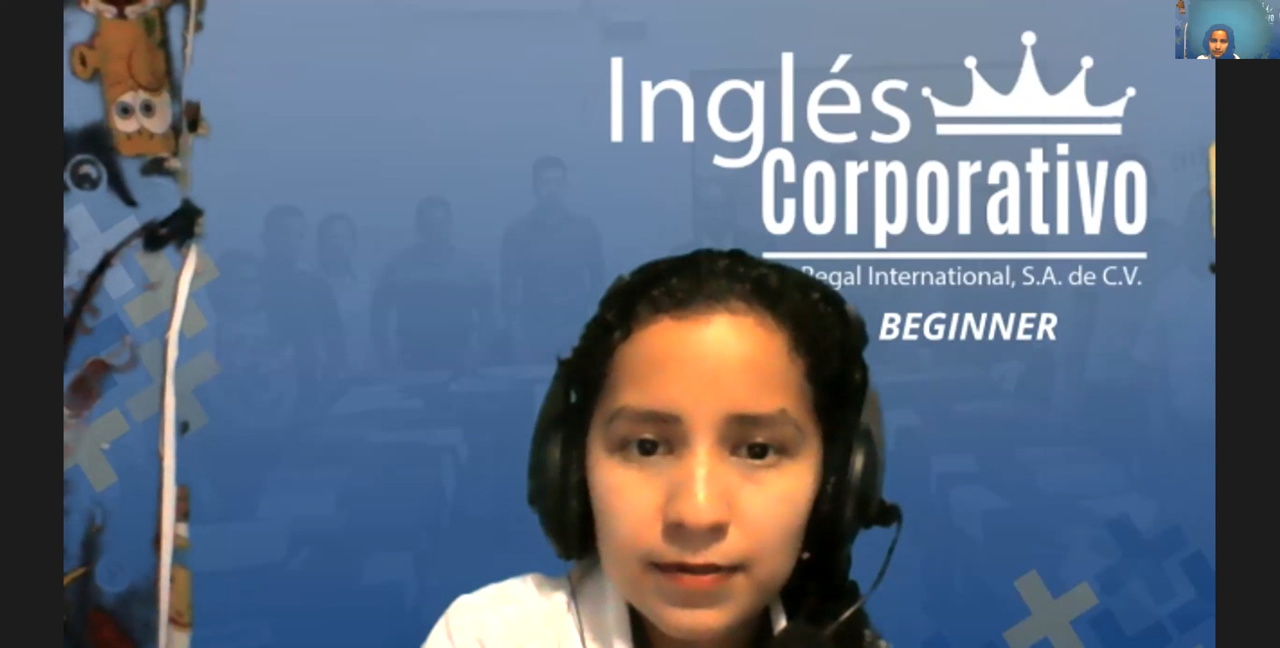 Inglés
Corporativo
Regal International, S.A. de C.V.
BEGINNER